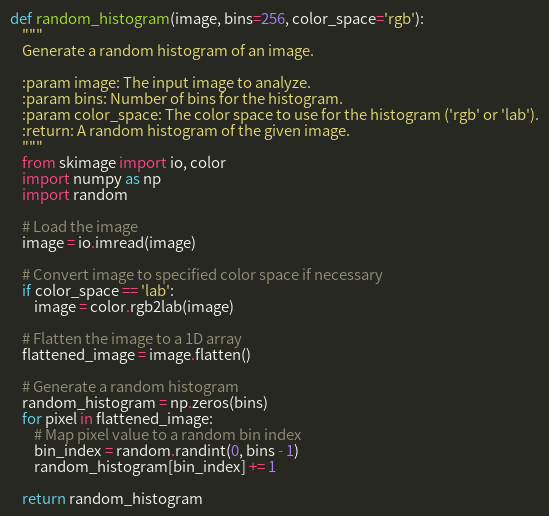 def random_histogram(image, bins=256, color_space='rgb'):
    """
    Generate a random histogram of an image.

    :param image: The input image to analyze.
    :param bins: Number of bins for the histogram.
    :param color_space: The color space to use for the histogram ('rgb' or 'lab').
    :return: A random histogram of the given image.
    """
    from skimage import io, color
    import numpy as np
    import random

    # Load the image
    image = io.imread(image)

    # Convert image to specified color space if necessary
    if color_space == 'lab':
        image = color.rgb2lab(image)

    # Flatten the image to a 1D array
    flattened_image = image.flatten()

    # Generate a random histogram
    random_histogram = np.zeros(bins)
    for pixel in flattened_image:
        # Map pixel value to a random bin index
        bin_index = random.randint(0, bins - 1)
        random_histogram[bin_index] += 1

    return random_histogram